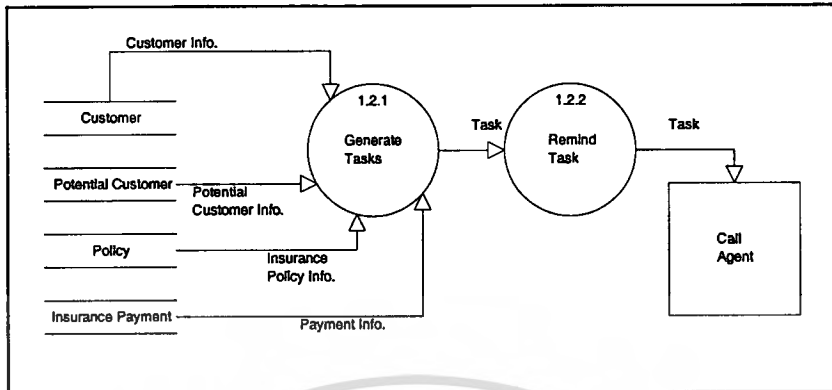 Customer Info.
Customer
Potential Customer
Potential
Customer Info.
Policy
Insurance
Policy Info.
Insurance Payment
Payment Info.
1.2.1
Generate
Tasks
Task
1.2.2
Remind
Task
Task
Call
Agent